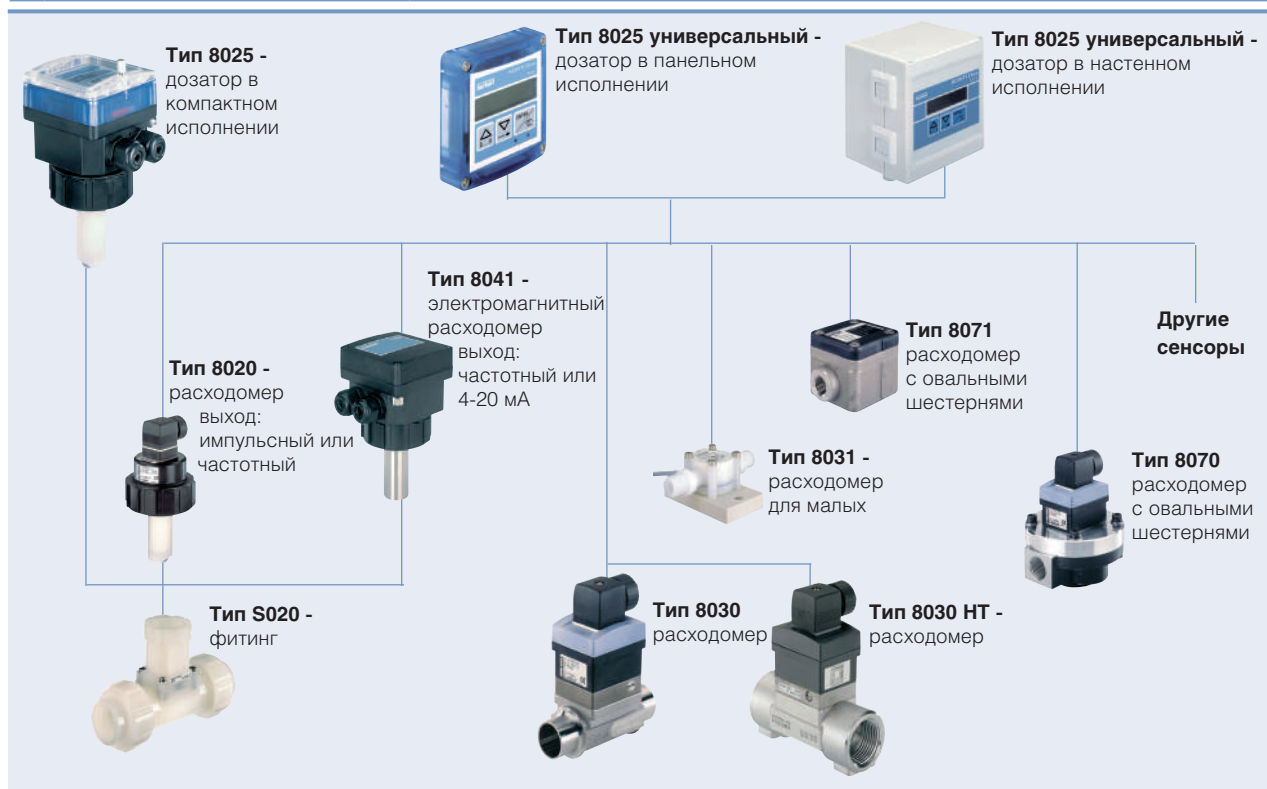 Тип 8025 -
дозатор в
компактном
исполнении
Тип 8025 универсальный -
дозатор в панельном
исполнении
Тип 8025 универсальный -
дозатор в настенном
исполнении
Тип 8041 -
электромагнитный
расходомер
выход:
частотный или
4-20 мА
Тип 8020 -
расходомер
выход:
импульсный или
частотный
Тип 8071
расходомер
с овальными
шестернями
Другие
сенсоры
Тип 8031 -
расходомер
для малых
Тип 8070
расходомер
с овальными
шестернями
Тип S020 -
фитинг
Тип 8030
расходомер
Тип 8030 HT -
расходомер